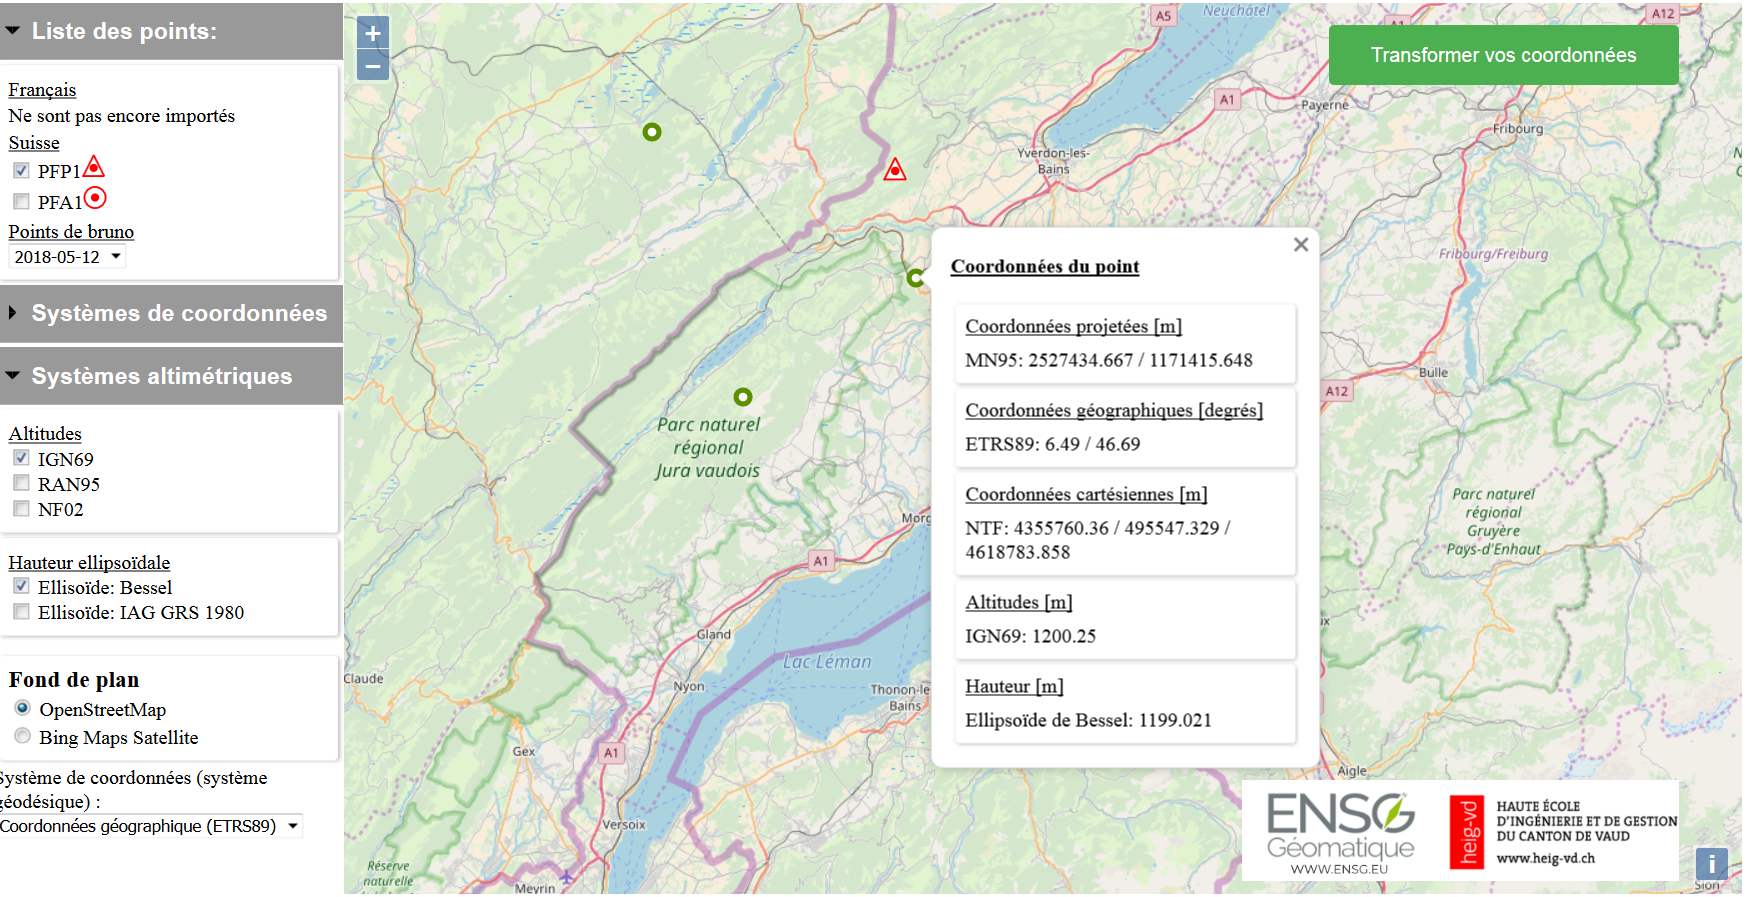 Liste des points:
Français
Ne sont pas encore importés
Suisse
PFP1
PFA1
Points de bruno
2018-05-12
Systèmes de coordonnées
Systèmes altimétriques
Altitudes
IGN69
RAN95
NF02
Hauteur ellipsoïdale
Ellisoïde: Bessel
Ellisoïde: IAG GRS 1980
Fond de plan
OpenStreetMap
Bing Maps Satellite
Système de coordonnées (système
géodésique) :
Coordonnées géographique (ETRS89)
+
−
Transformer vos coordonnées
Neuchâtel
A5
A1
A12
A1
Payerne
Fribourg
Yverdon-les-
Bains
Fribourg/Freiburg
Bulle
A12
Parc naturel
régional
Jura vaudois
Parc naturel
régional
Gruyère
Pays-d'Enhaut
Morg
A1
Gland
Lac Léman
Nyon
Thonon-le
Bains
Claude
Gex
A1
Versoix
Aigle
Réserve
naturelle
Meyrin
Sion
Coordonnées du point
Coordonnées projetées [m]
MN95: 2527434.667 / 1171415.648
Coordonnées géographiques [degrés]
ETRS89: 6.49 / 46.69
Coordonnées cartésiennes [m]
NTF: 4355760.36 / 495547.329 /
4618783.858
Altitudes [m]
IGN69: 1200.25
Hauteur [m]
Ellipsoïde de Bessel: 1199.021
ENSG
Géomatique
WWW.ENSG.EU
heig-vd
HAUTE ÉCOLE
D'INGÉNIERIE ET DE GESTION
DU CANTON DE VAUD
www.heig-vd.ch
i